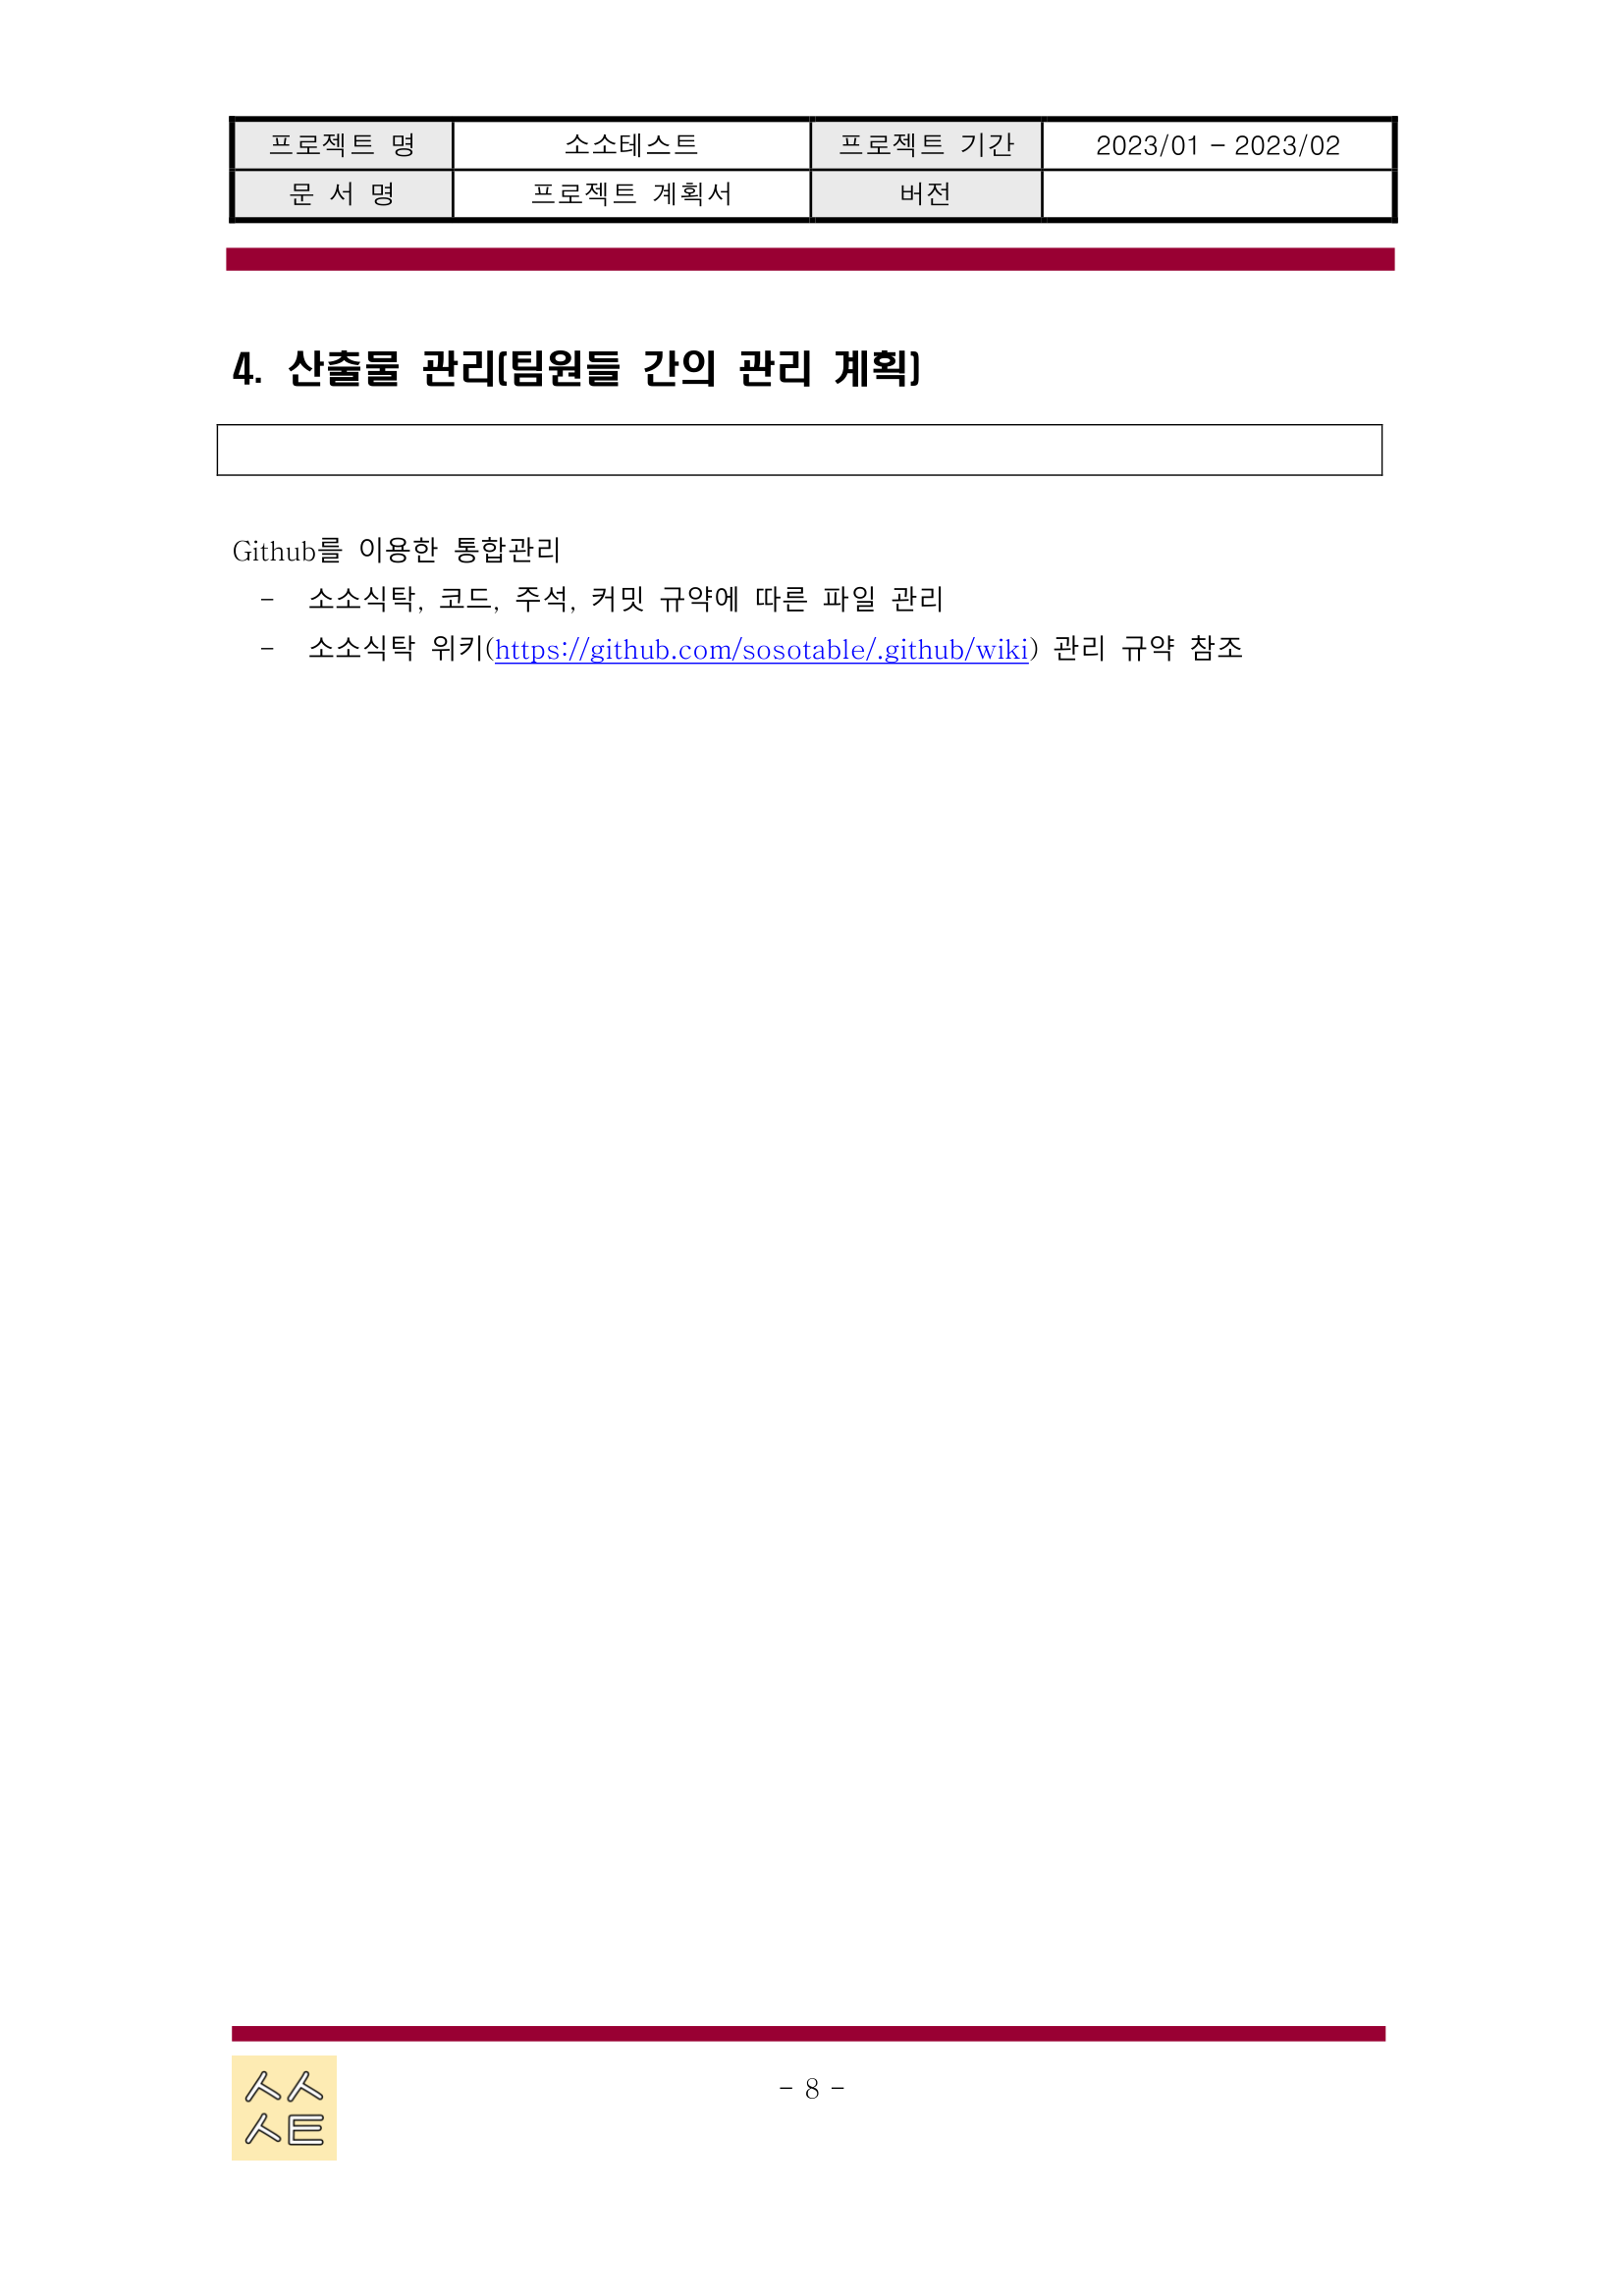 프로젝트 명 소소테스트 프로젝트 기간 2023/01 - 2023/02
문 서 명 프로젝트 계획서 버전
4. 산출물 관리(팀원들 간의 관리 계획)
Github를 이용한 통합관리
- 소소식탁, 코드, 주석, 커밋 규약에 따른 파일 관리
- 소소식탁 위키(https://github.com/sosotable/.github/wiki) 관리 규약 참조
- 8 -
ㅅㅅ
ㅅㅌ